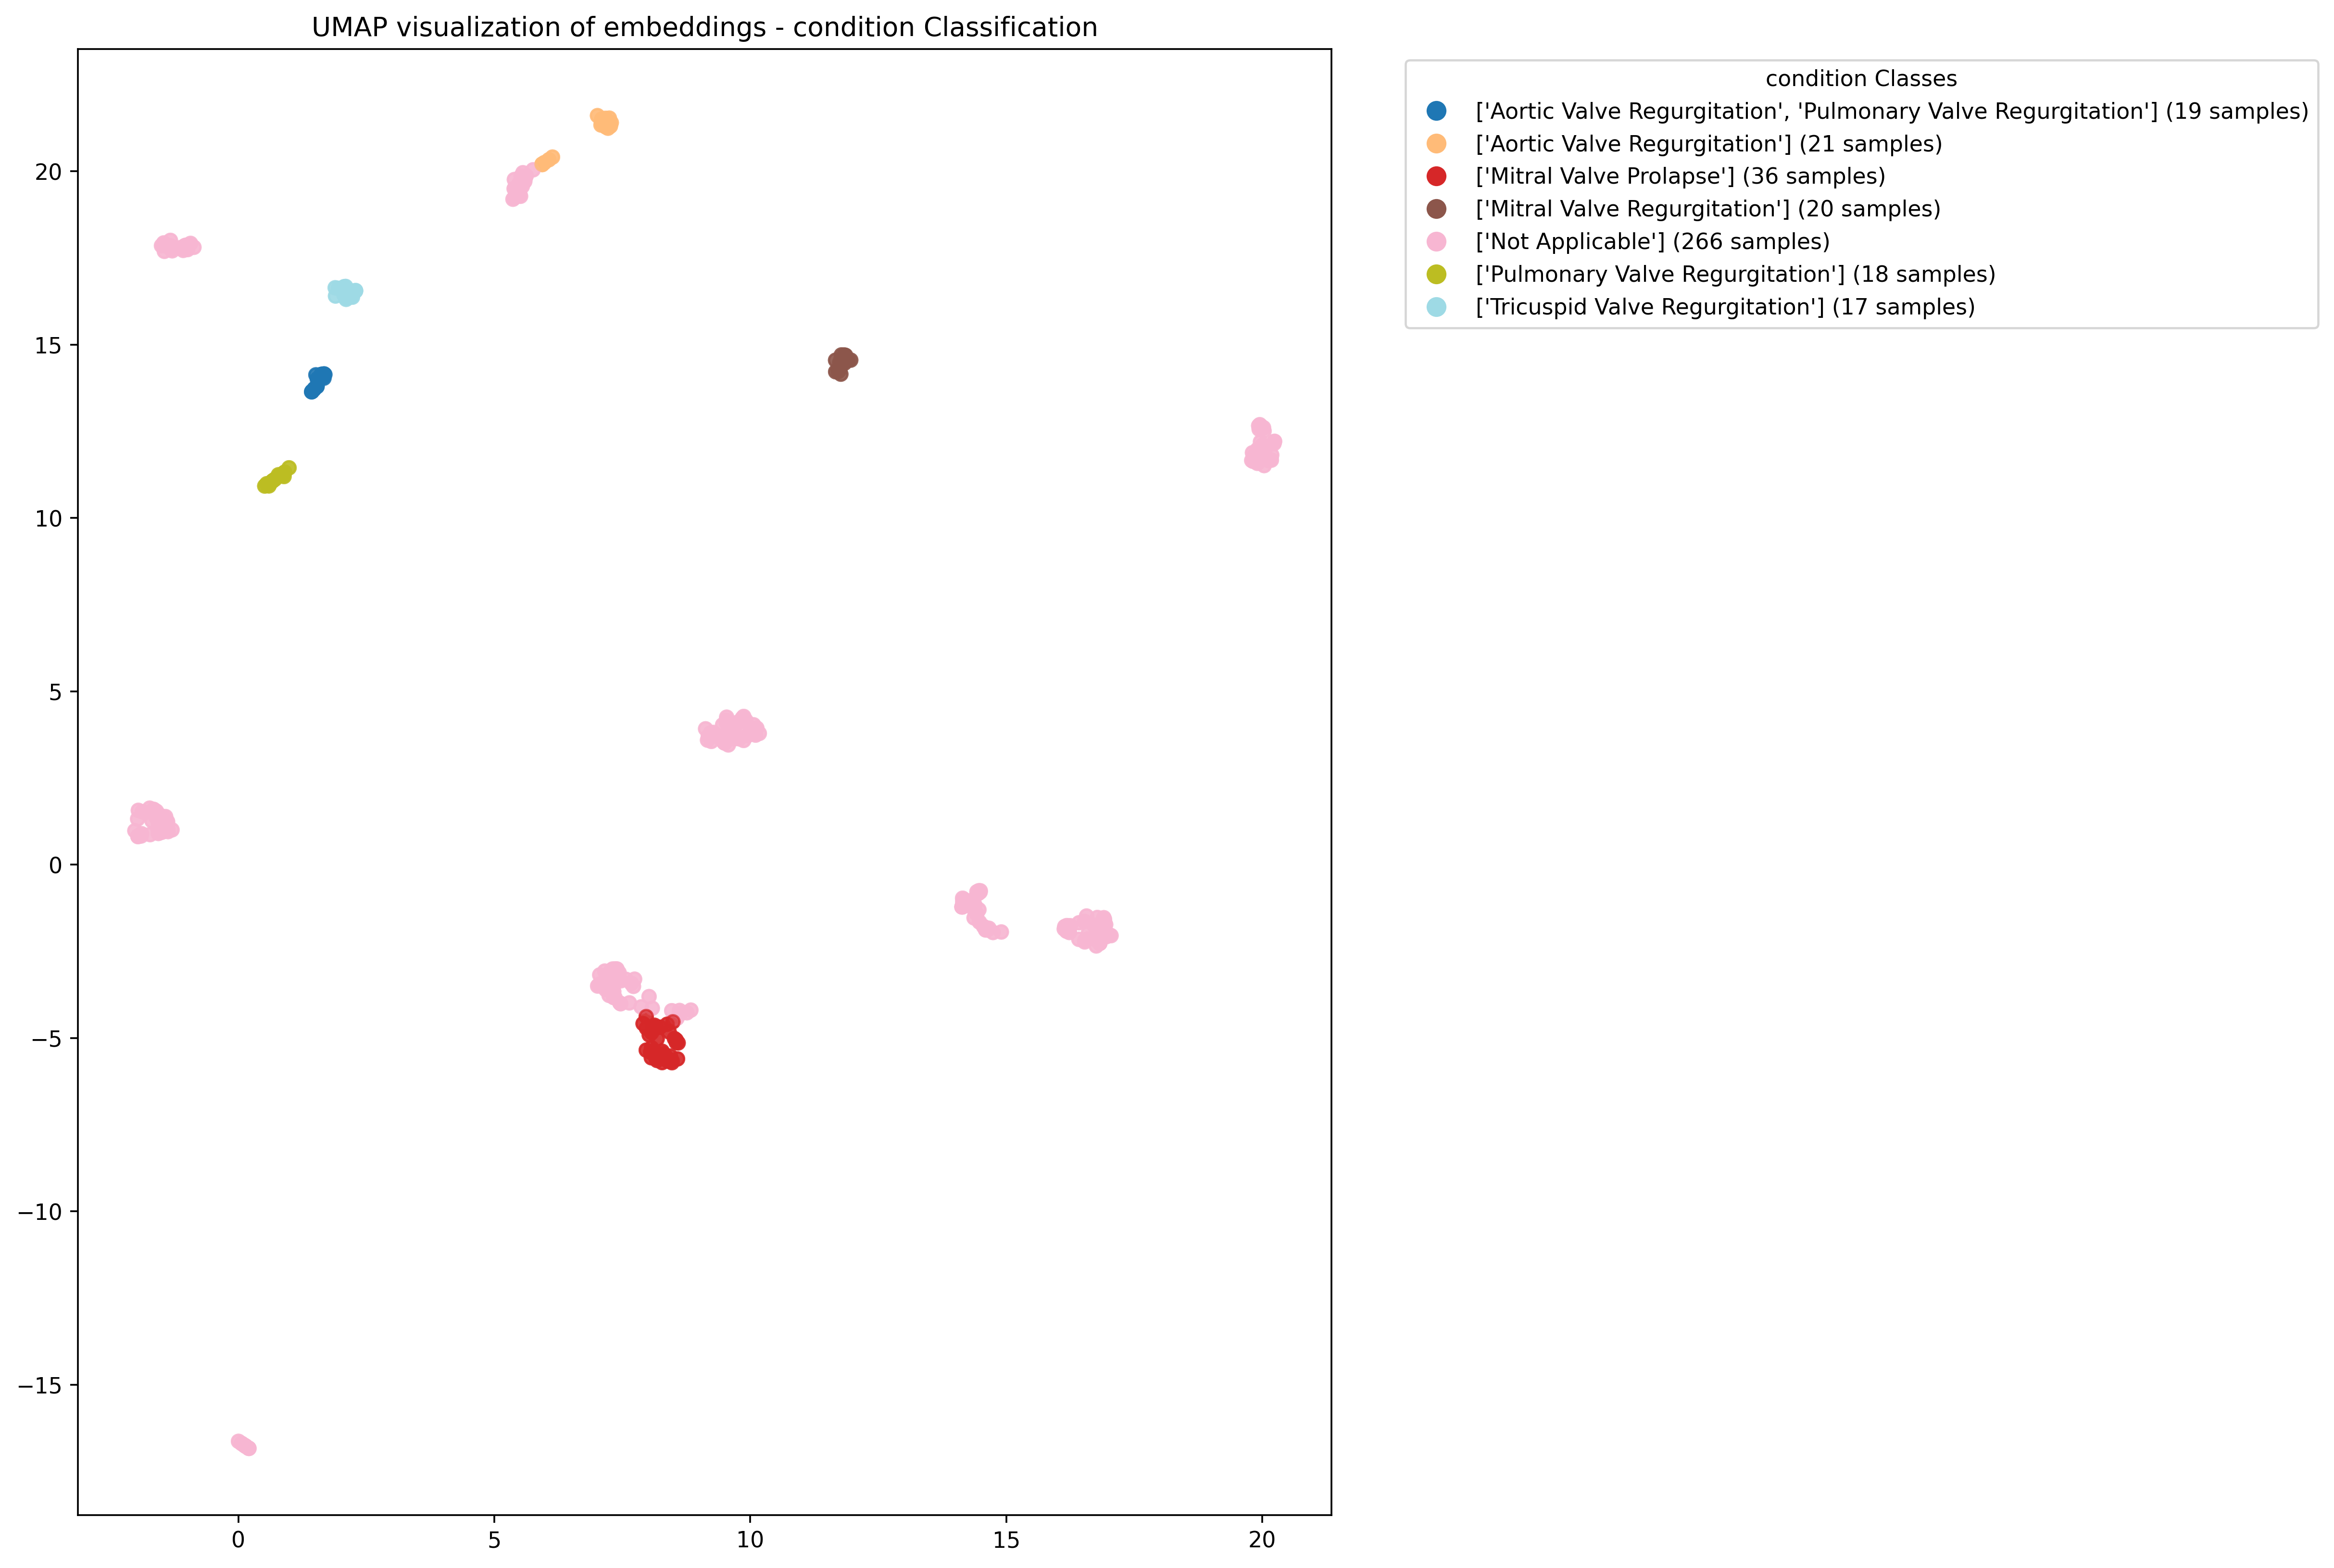 UMAP visualization of embeddings - condition Classification
condition Classes
['Aortic Valve Regurgitation', 'Pulmonary Valve Regurgitation'] (19 samples)
['Aortic Valve Regurgitation'] (21 samples)
['Mitral Valve Prolapse'] (36 samples)
['Mitral Valve Regurgitation'] (20 samples)
['Not Applicable'] (266 samples)
['Pulmonary Valve Regurgitation'] (18 samples)
['Tricuspid Valve Regurgitation'] (17 samples)
20
15
10
5
0
−5
−10
−15
0 5 10 15 20